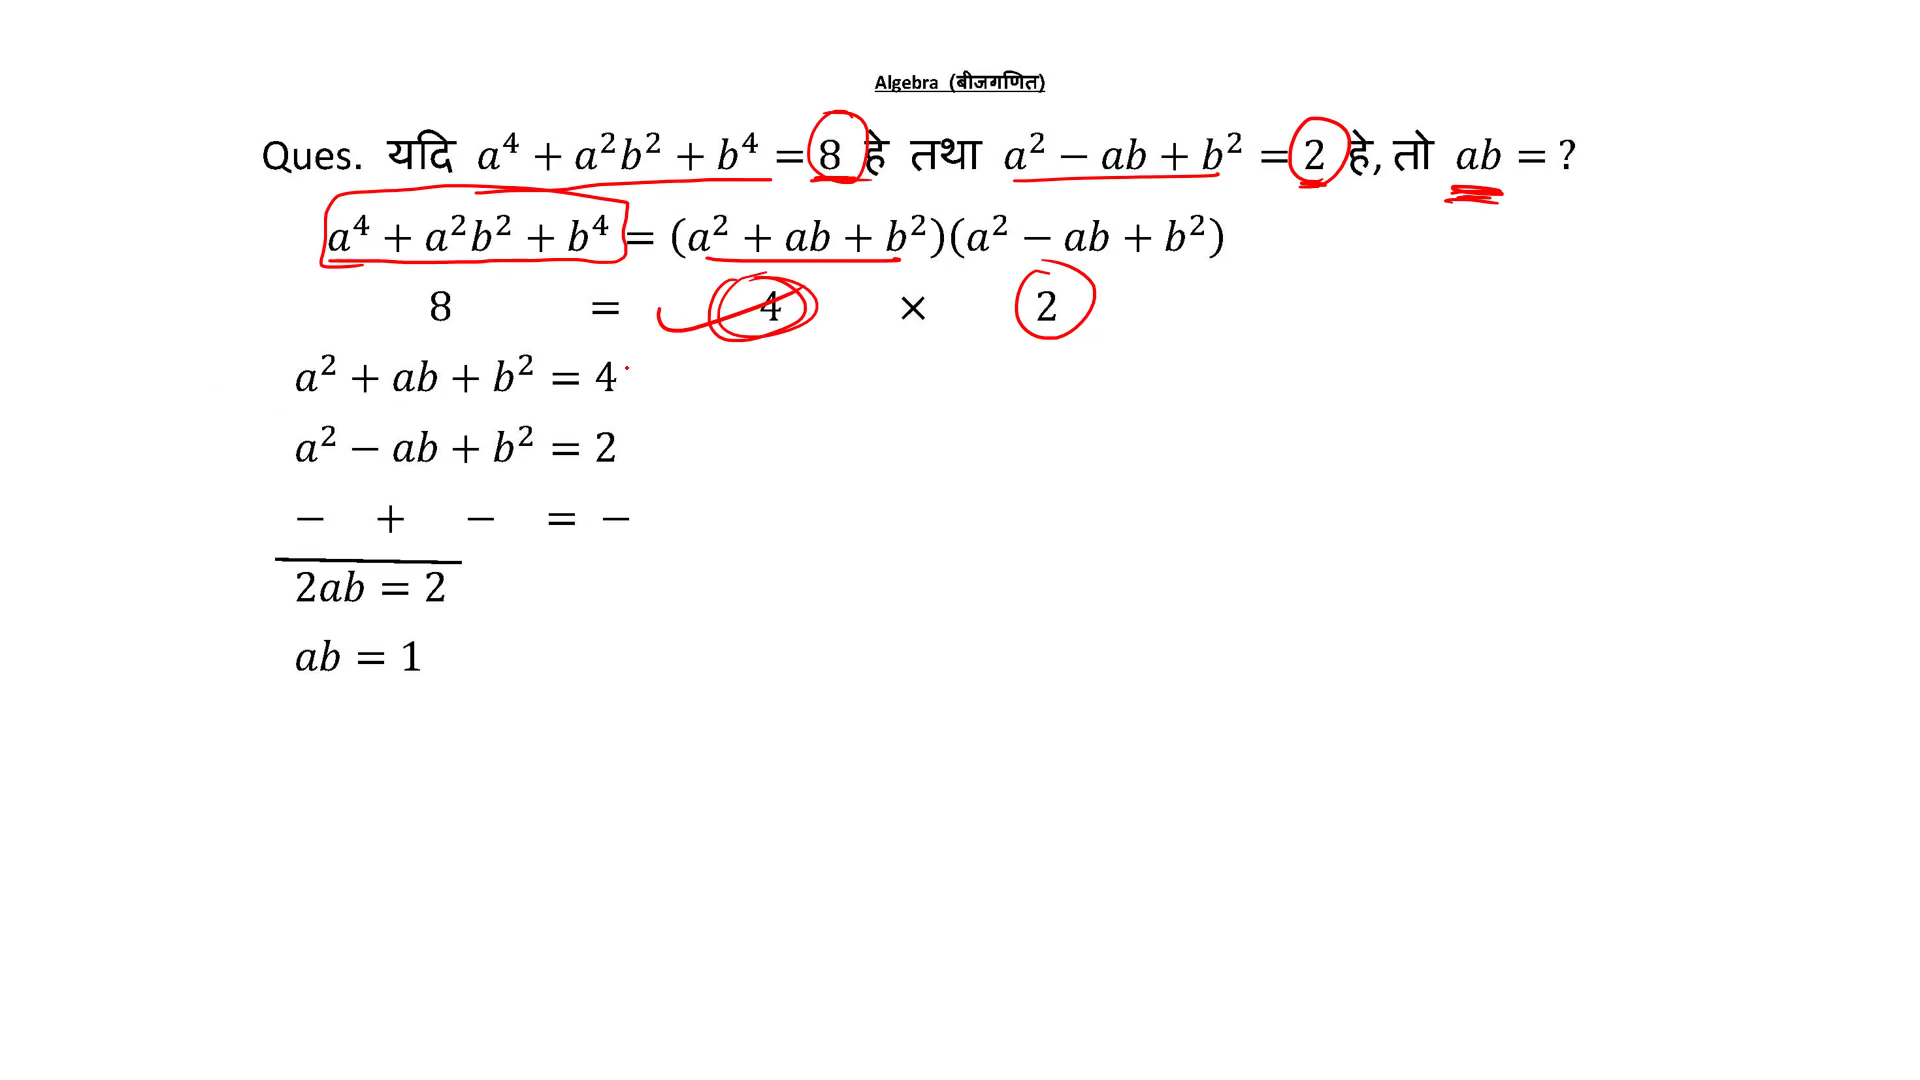 Algebra (बीजगणित)
Ques. यदि a⁴ + a²b² + b⁴ = 8 हे तथा a² − ab + b² = 2 हे, तो ab = ?
a⁴ + a²b² + b⁴ = (a² + ab + b²)(a² − ab + b²)
8 = 4 × 2
a² + ab + b² = 4
a² − ab + b² = 2
− + − = −
2ab = 2
ab = 1